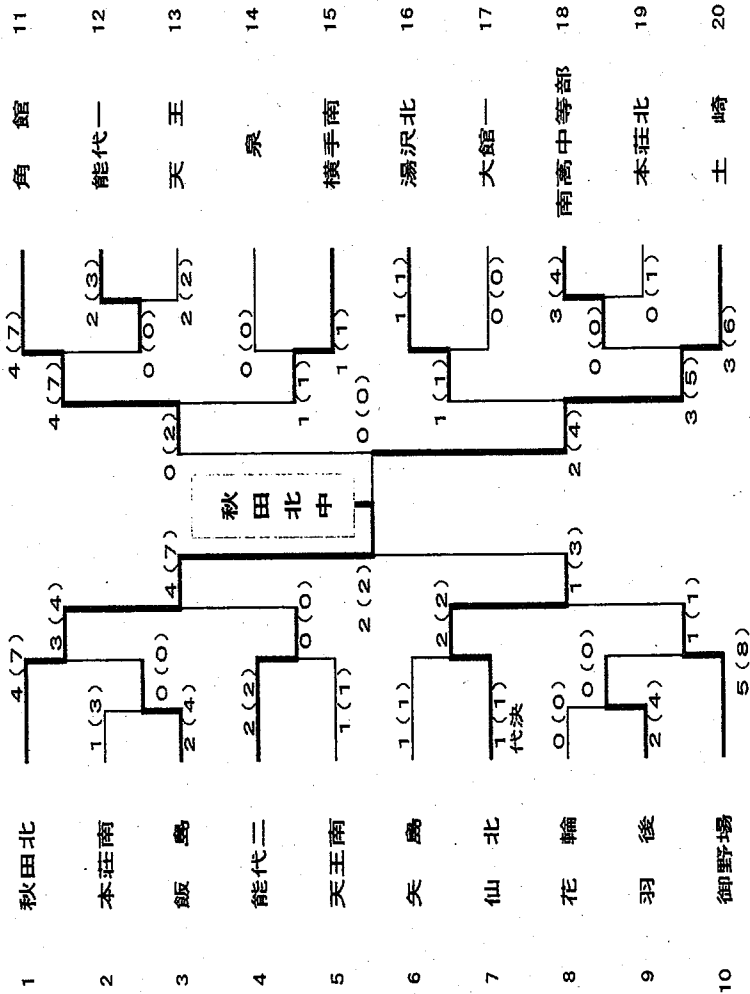 1 秋田北
2 本荘南
3 飯島
4 能代二
5 天王南
6 矢島
7 仙北
8 花輪
9 羽後
10 御野場
4(7)
1(3)
2(4)
0(0)
3(4)
2(2)
1(1)
0(0)
4(7)
1(1)
1(1)
代決
2(2)
0(0)
2(4)
0(0)
5(8)
1(1)
1(3)
2(2)
秋田北中
0(0)
4(7)
2(3)
2(2)
0(0)
4(7)
0(0)
1(1)
1(1)
0(2)
1(1)
0(0)
1(1)
3(4)
0(1)
0(0)
3(6)
3(5)
2(4)
角館 11
能代一 12
天王 13
泉 14
横手南 15
湯沢北 16
大館一 17
南高中等部 18
本荘北 19
土崎 20